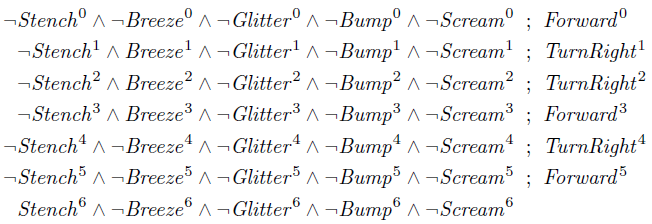 ¬Stench⁰ ∧ ¬Breeze⁰ ∧ ¬Glitter⁰ ∧ ¬Bump⁰ ∧ ¬Scream⁰ ; Forward⁰
¬Stench¹ ∧ Breeze¹ ∧ ¬Glitter¹ ∧ ¬Bump¹ ∧ ¬Scream¹ ; TurnRight¹
¬Stench² ∧ Breeze² ∧ ¬Glitter² ∧ ¬Bump² ∧ ¬Scream² ; TurnRight²
¬Stench³ ∧ Breeze³ ∧ ¬Glitter³ ∧ ¬Bump³ ∧ ¬Scream³ ; Forward³
¬Stench⁴ ∧ ¬Breeze⁴ ∧ ¬Glitter⁴ ∧ ¬Bump⁴ ∧ ¬Scream⁴ ; TurnRight⁴
¬Stench⁵ ∧ ¬Breeze⁵ ∧ ¬Glitter⁵ ∧ ¬Bump⁵ ∧ ¬Scream⁵ ; Forward⁵
Stench⁶ ∧ ¬Breeze⁶ ∧ ¬Glitter⁶ ∧ ¬Bump⁶ ∧ ¬Scream⁶